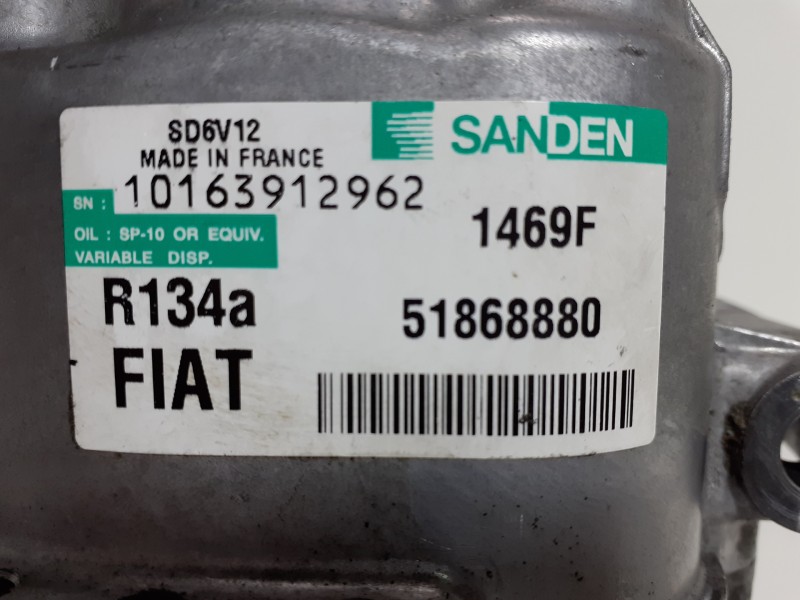 SD6V12
MADE IN FRANCE
SANDEN
SN : 10163912962
OIL : SP-10 OR EQUIV.
VARIABLE DISP.
1469F
R134a
51868880
FIAT